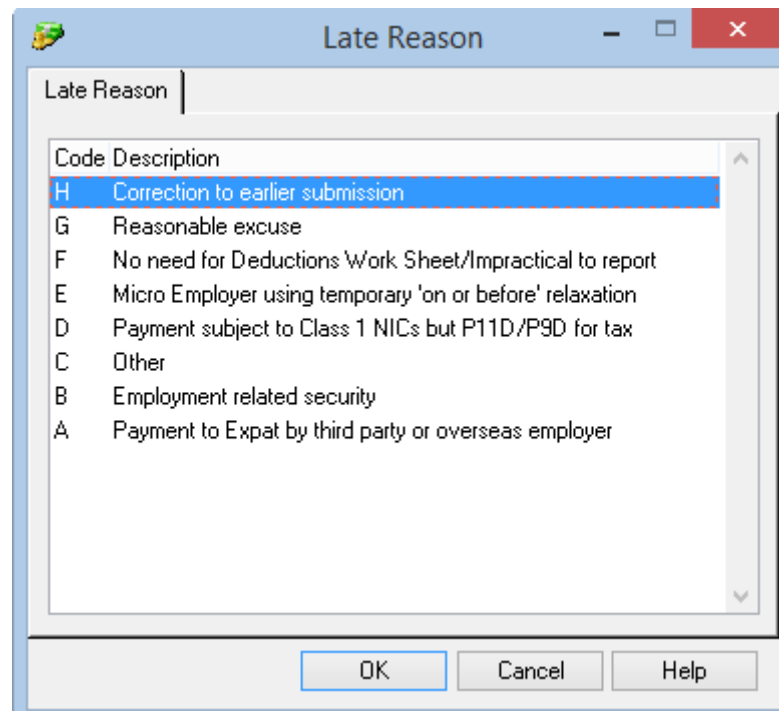 Late Reason
Late Reason
Code Description
H Correction to earlier submission
G Reasonable excuse
F No need for Deductions Work Sheet/Impractical to report
E Micro Employer using temporary 'on or before' relaxation
D Payment subject to Class 1 NICs but P11D/P9D for tax
C Other
B Employment related security
A Payment to Expat by third party or overseas employer
OK Cancel Help